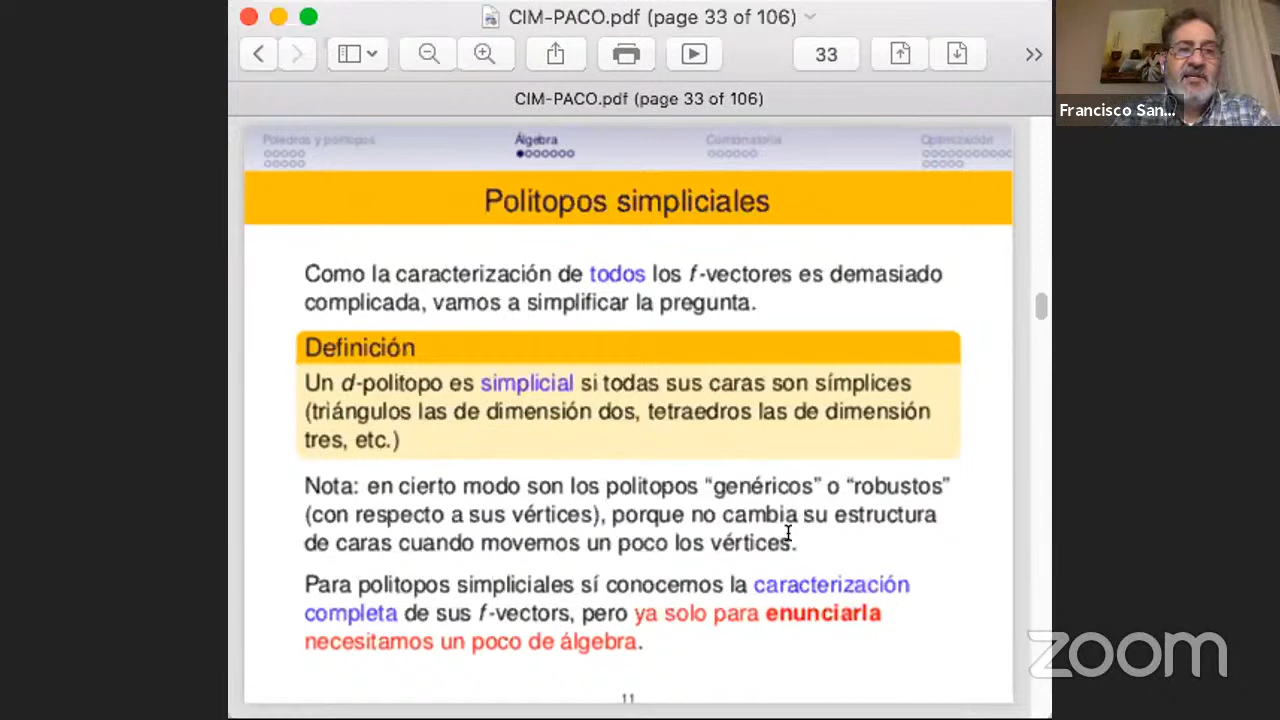 CIM-PACO.pdf (page 33 of 106)
33
CIM-PACO.pdf (page 33 of 106)
Francisco San...
Poliedros y politopos Álgebra Combinatoria Optimización
Politopos simpliciales
Como la caracterización de todos los f-vectores es demasiado
complicada, vamos a simplificar la pregunta.
Definición
Un d-politopo es simplicial si todas sus caras son símplices
(triángulos las de dimensión dos, tetraedros las de dimensión
tres, etc.)
Nota: en cierto modo son los politopos “genéricos” o “robustos”
(con respecto a sus vértices), porque no cambia su estructura
de caras cuando movemos un poco los vértices.
Para politopos simpliciales sí conocemos la caracterización
completa de sus f-vectors, pero ya solo para enunciarla
necesitamos un poco de álgebra.
11
zoom